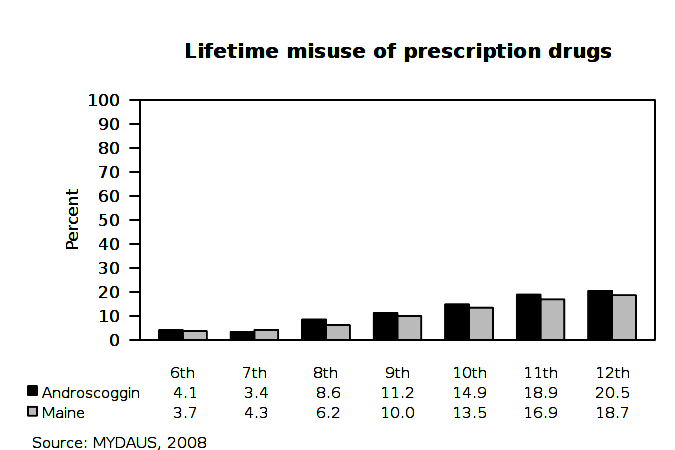 Lifetime misuse of prescription drugs
Percent
100
90
80
70
60
50
40
30
20
10
0
6th 7th 8th 9th 10th 11th 12th
Androscoggin 4.1 3.4 8.6 11.2 14.9 18.9 20.5
Maine 3.7 4.3 6.2 10.0 13.5 16.9 18.7
Source: MYDAUS, 2008